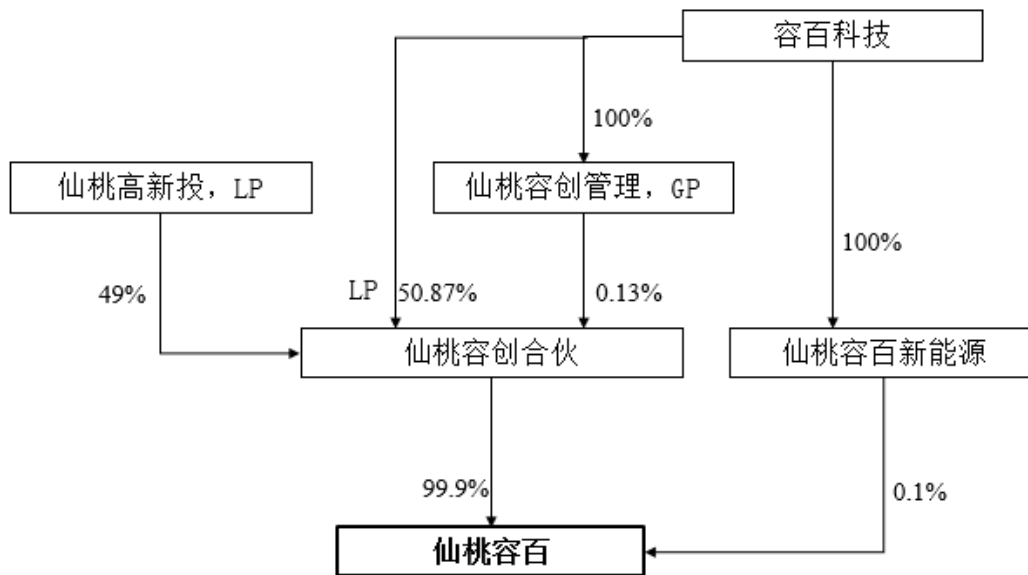 容百科技
100%
仙桃高新投，LP
仙桃容创管理，GP
100%
49%
LP
50.87%
0.13%
仙桃容创合伙
仙桃容百新能源
99.9%
0.1%
仙桃容百